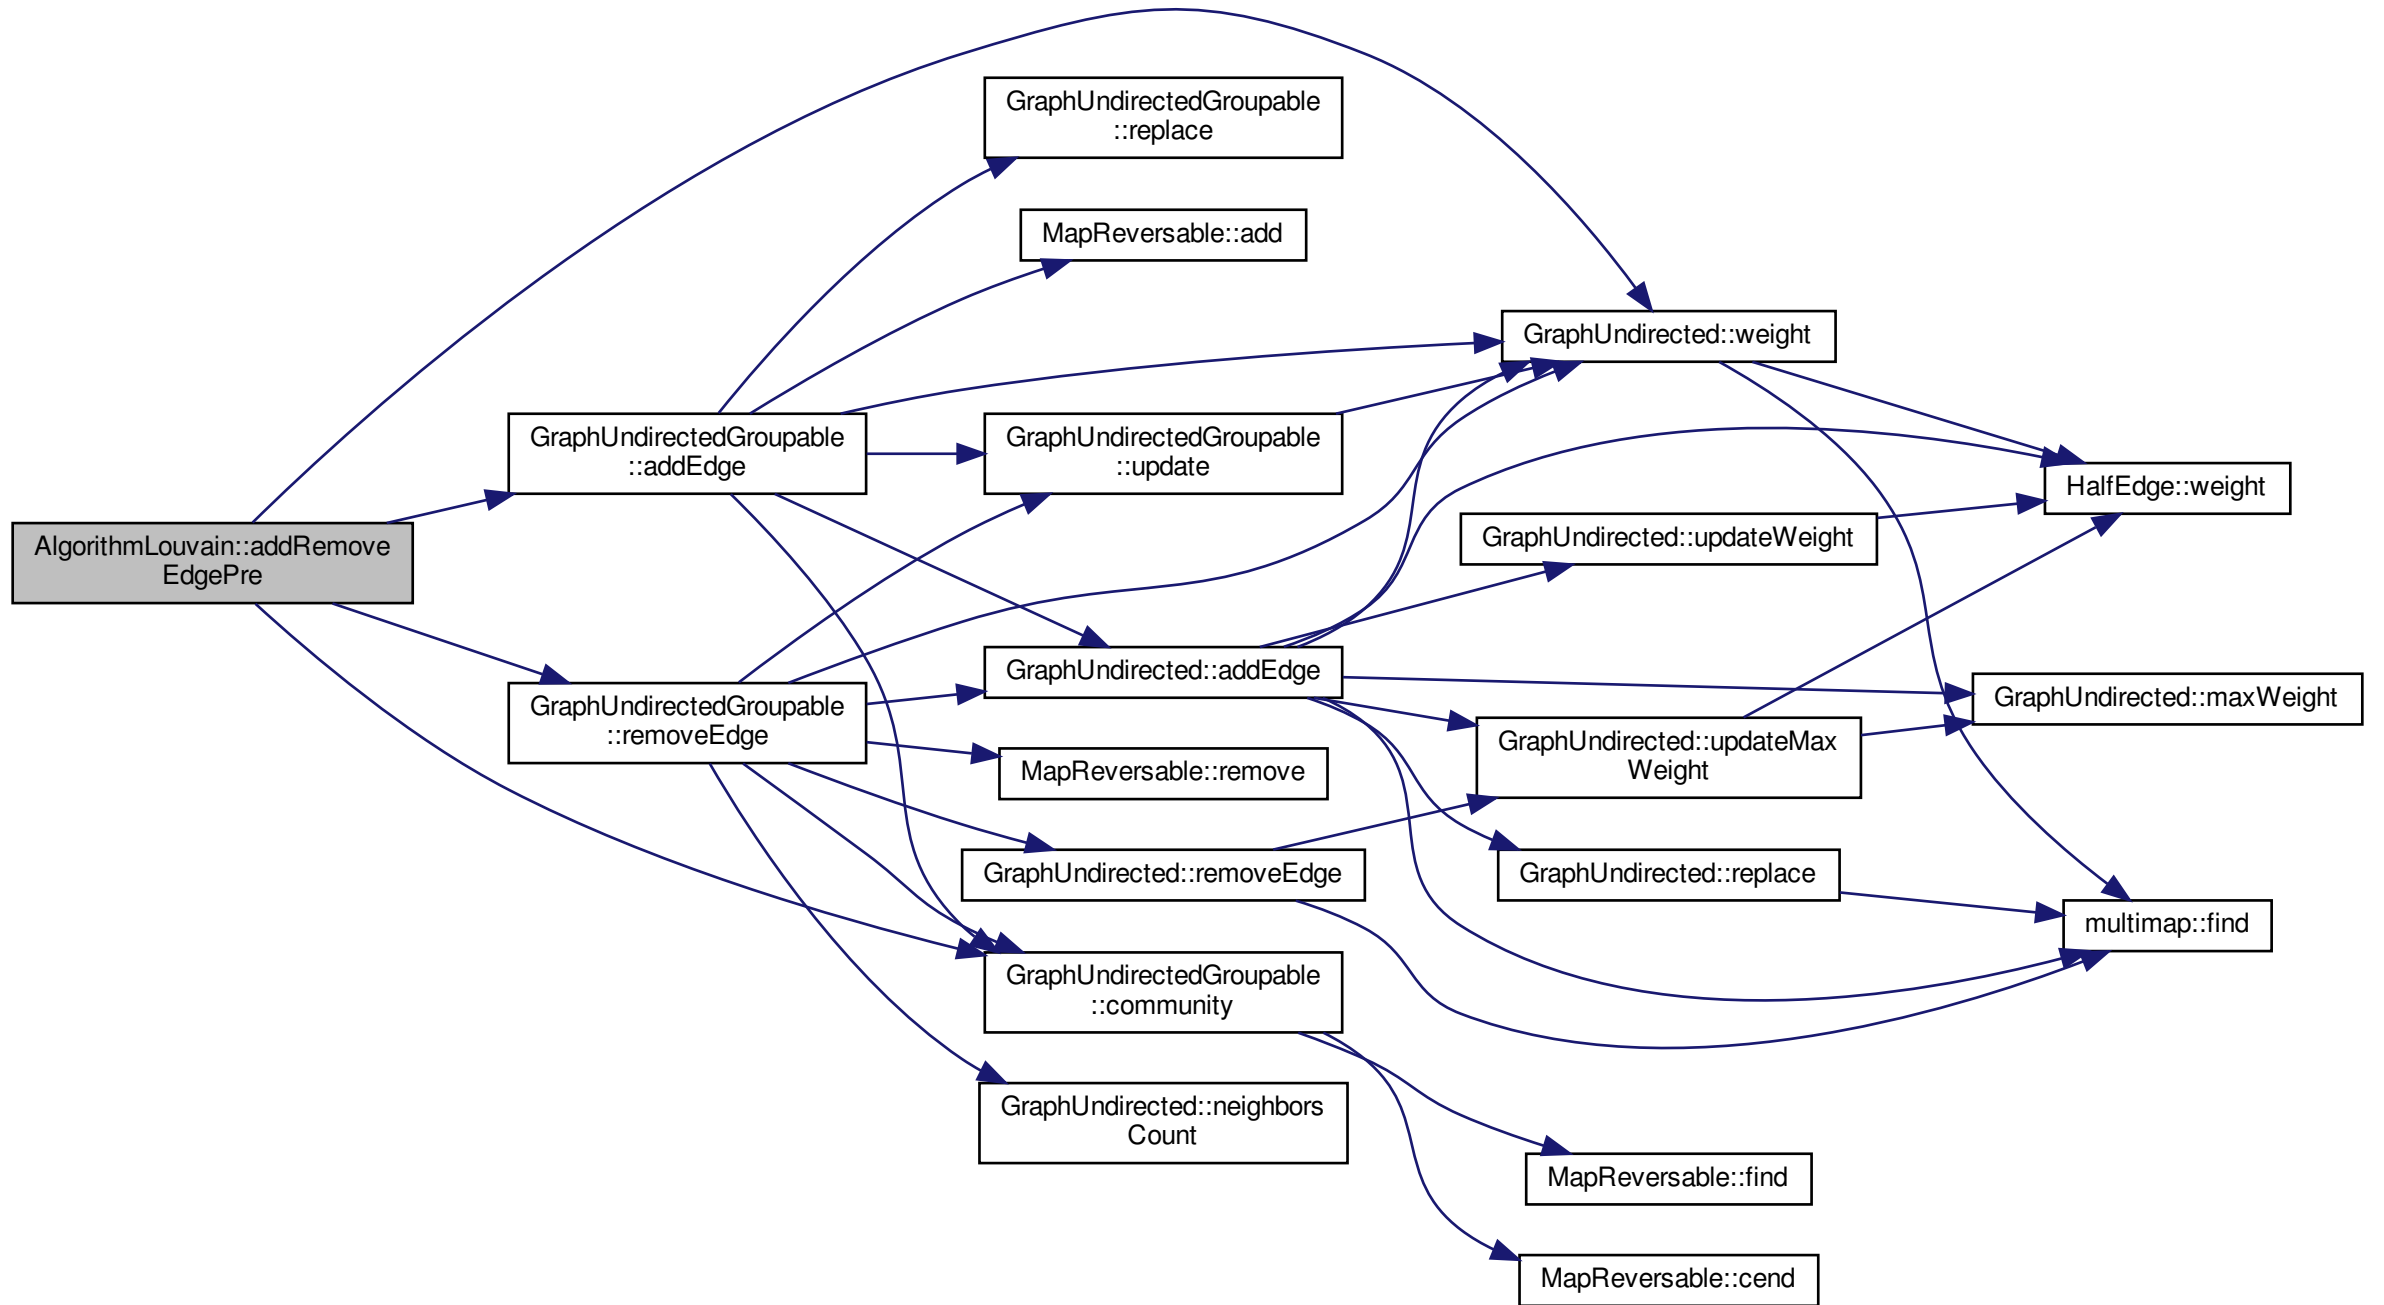 AlgorithmLouvain::addRemove
EdgePre
GraphUndirectedGroupable
::addEdge
GraphUndirectedGroupable
::removeEdge
GraphUndirectedGroupable
::replace
MapReversable::add
GraphUndirectedGroupable
::update
GraphUndirected::addEdge
MapReversable::remove
GraphUndirected::removeEdge
GraphUndirectedGroupable
::community
GraphUndirected::neighbors
Count
GraphUndirected::weight
GraphUndirected::updateWeight
GraphUndirected::updateMax
Weight
GraphUndirected::replace
MapReversable::find
MapReversable::cend
HalfEdge::weight
GraphUndirected::maxWeight
multimap::find